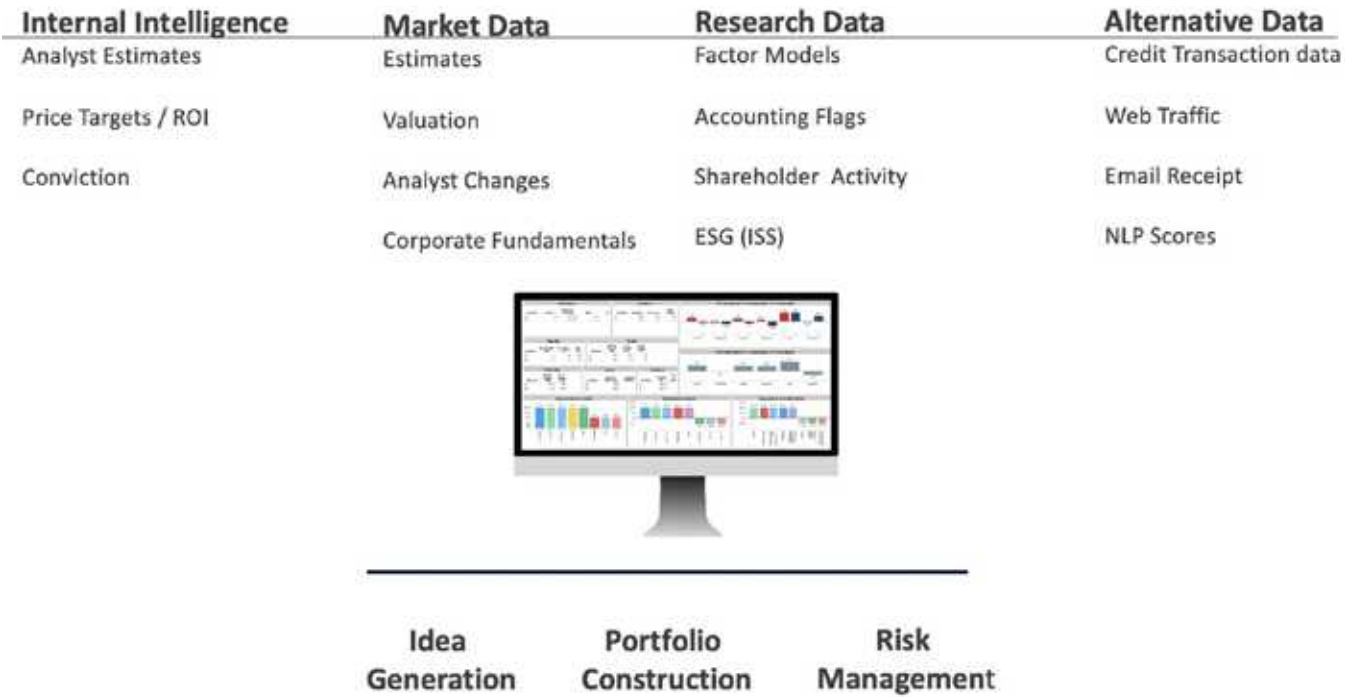 Internal Intelligence
Analyst Estimates
Price Targets / ROI
Conviction
Market Data
Estimates
Valuation
Analyst Changes
Corporate Fundamentals
Research Data
Factor Models
Accounting Flags
Shareholder Activity
ESG (ISS)
Alternative Data
Credit Transaction data
Web Traffic
Email Receipt
NLP Scores
Idea
Generation
Portfolio
Construction
Risk
Management